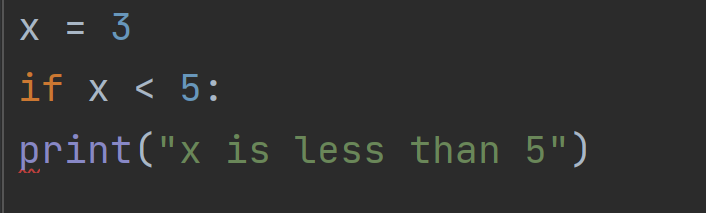 x = 3
if x < 5:
print("x is less than 5")